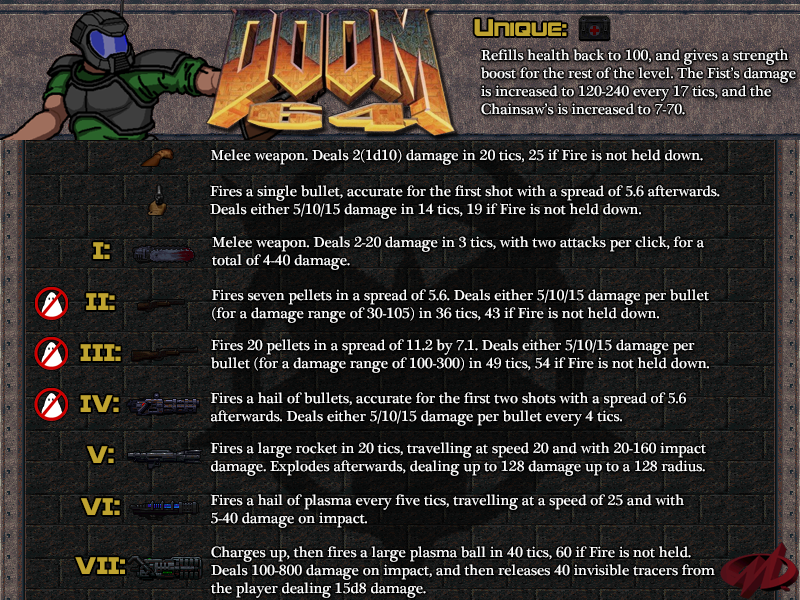 DOOM
64
UNIQUE:
Refills health back to 100, and gives a strength
boost for the rest of the level. The Fist's damage
is increased to 120-240 every 17 tics, and the
Chainsaw's is increased to 7-70.
Melee weapon. Deals 2(1d10) damage in 20 tics, 25 if Fire is not held down.
Fires a single bullet, accurate for the first shot with a spread of 5.6 afterwards.
Deals either 5/10/15 damage in 14 tics, 19 if Fire is not held down.
I:
Melee weapon. Deals 2-20 damage in 3 tics, with two attacks per click, for a
total of 4-40 damage.
II:
Fires seven pellets in a spread of 5.6. Deals either 5/10/15 damage per bullet
(for a damage range of 30-105) in 36 tics, 43 if Fire is not held down.
III:
Fires 20 pellets in a spread of 11.2 by 7.1. Deals either 5/10/15 damage per
bullet (for a damage range of 100-300) in 49 tics, 54 if Fire is not held down.
IV:
Fires a hail of bullets, accurate for the first two shots with a spread of 5.6
afterwards. Deals either 5/10/15 damage per bullet every 4 tics.
V:
Fires a large rocket in 20 tics, travelling at speed 20 and with 20-160 impact
damage. Explodes afterwards, dealing up to 128 damage up to a 128 radius.
VI:
Fires a hail of plasma every five tics, travelling at a speed of 25 and with
5-40 damage on impact.
VII:
Charges up, then fires a large plasma ball in 40 tics, 60 if Fire is not held.
Deals 100-800 damage on impact, and then releases 40 invisible tracers from
the player dealing 15d8 damage.